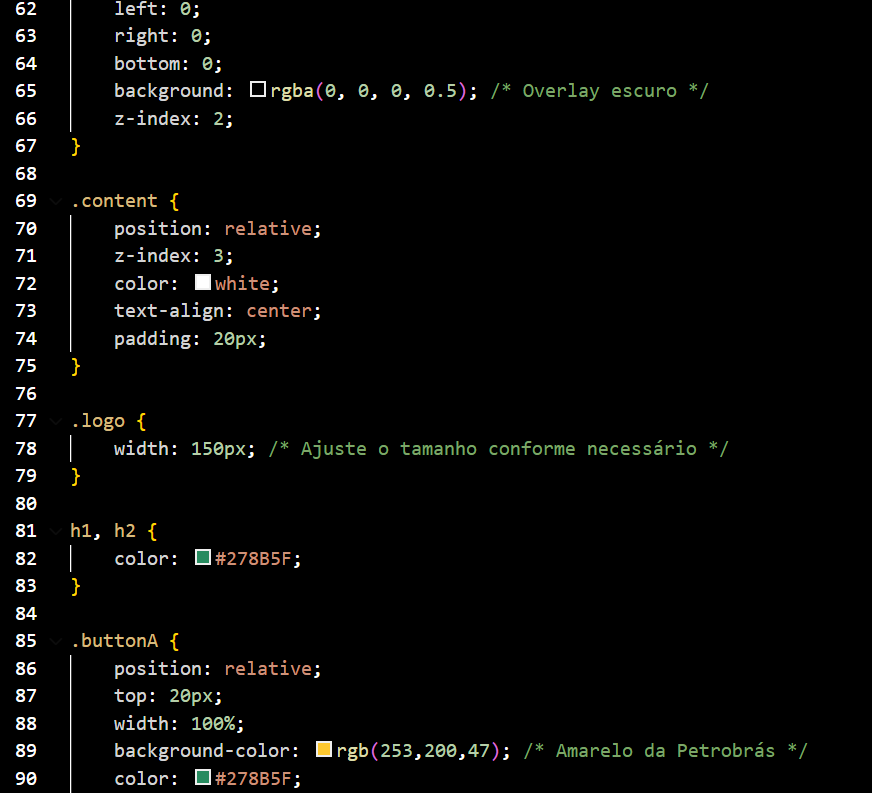 62 left: 0;
63 right: 0;
64 bottom: 0;
65 background: rgba(0, 0, 0, 0.5); /* Overlay escuro */
66 z-index: 2;
67 }
68
69 .content {
70 position: relative;
71 z-index: 3;
72 color: white;
73 text-align: center;
74 padding: 20px;
75 }
76
77 .logo {
78 width: 150px; /* Ajuste o tamanho conforme necessário */
79 }
80
81 h1, h2 {
82 color: #278B5F;
83 }
84
85 .buttonA {
86 position: relative;
87 top: 20px;
88 width: 100%;
89 background-color: rgb(253,200,47); /* Amarelo da Petrobrás */
90 color: #278B5F;